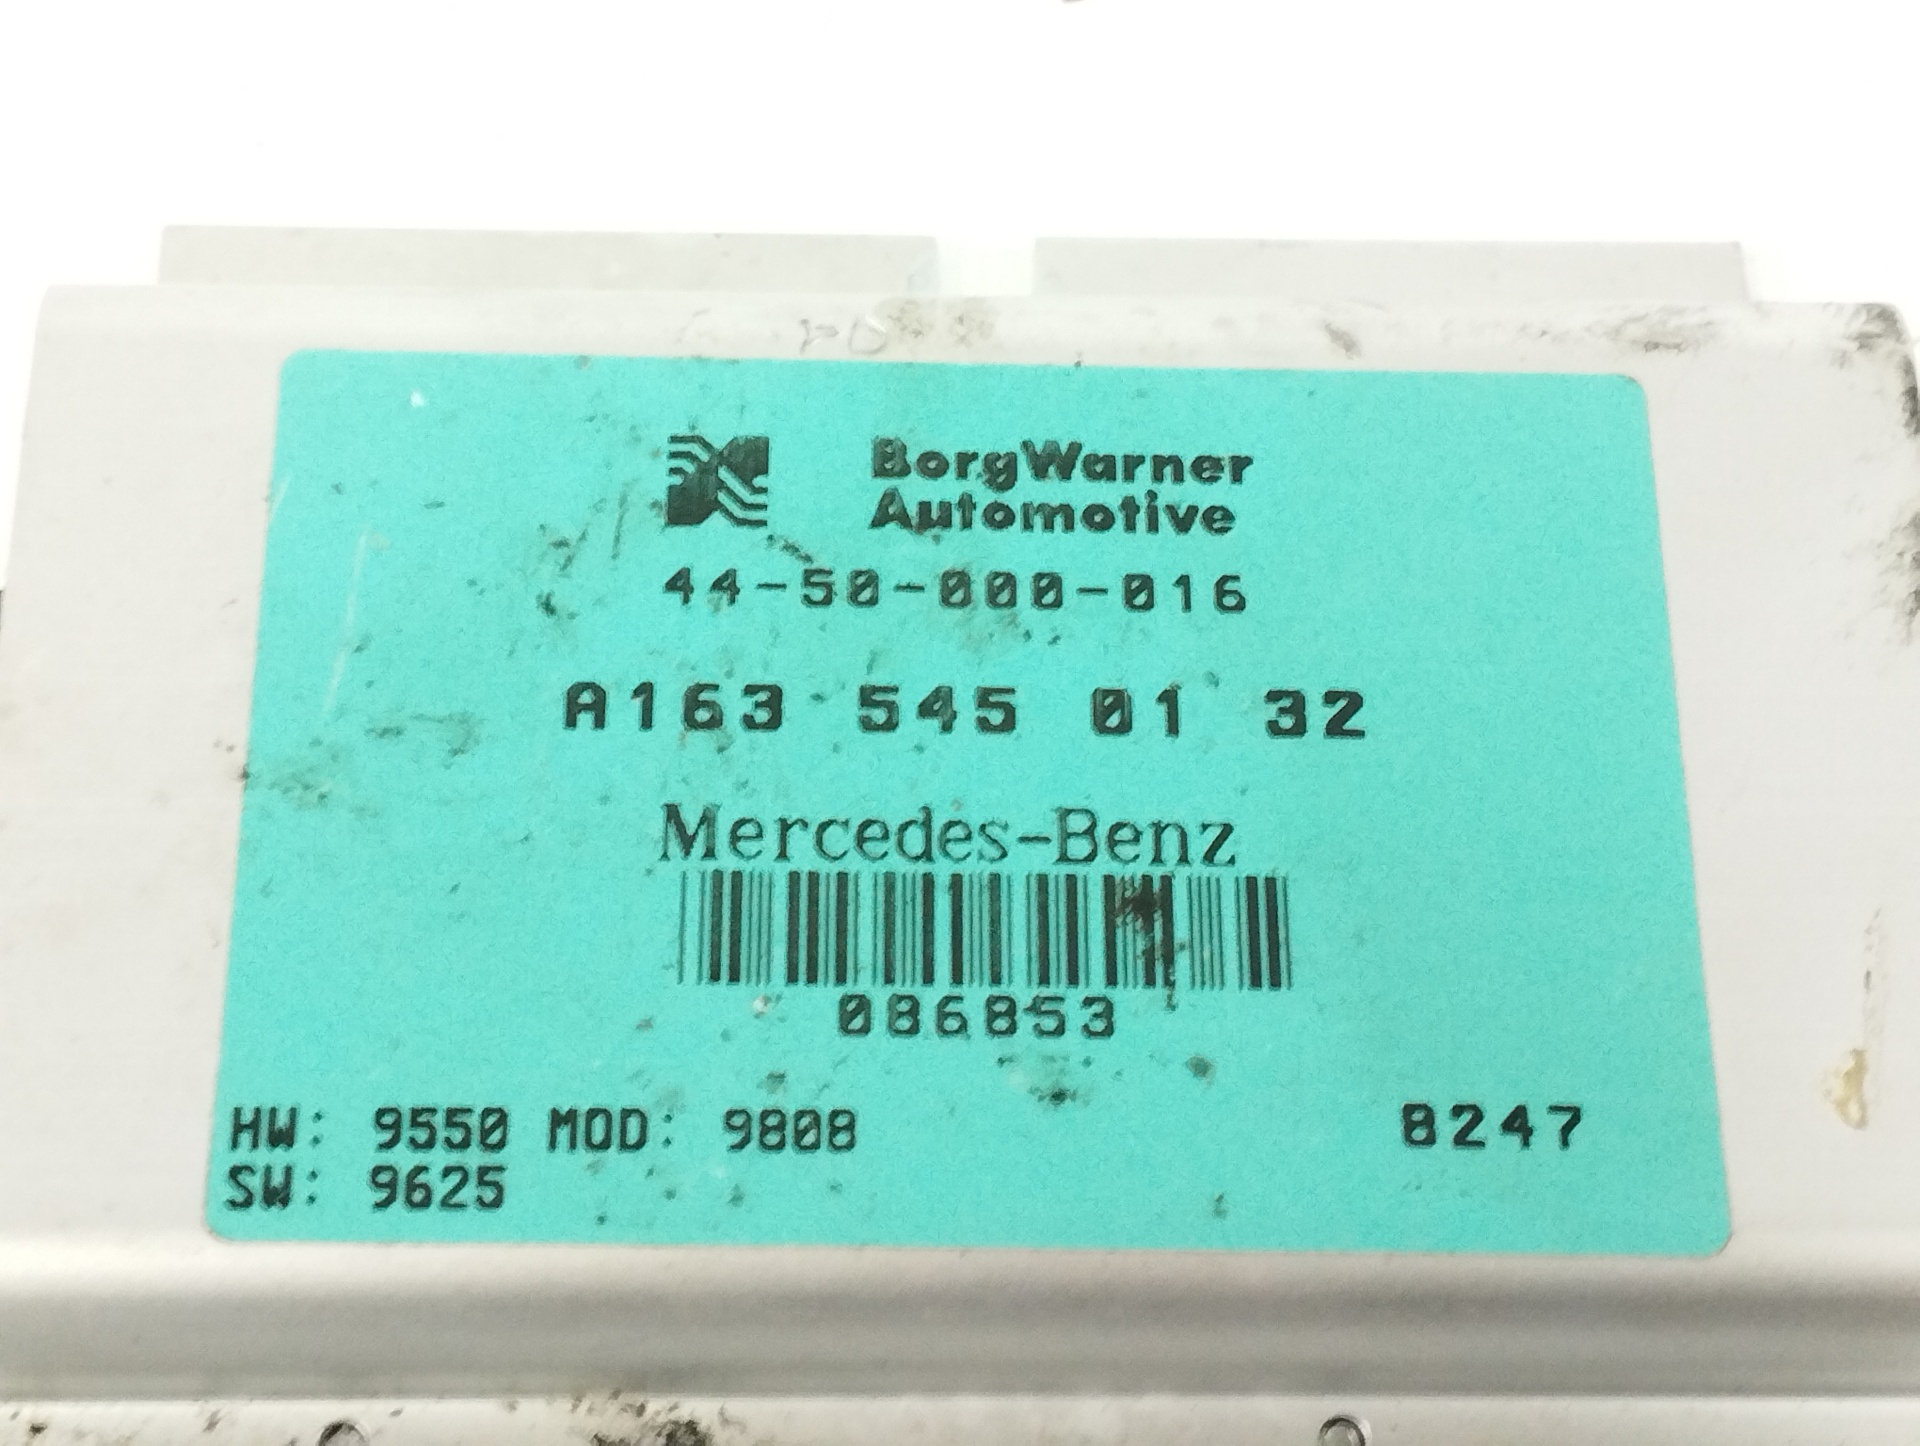 BorgWarner
Automotive
44-50-000-016
A163 545 01 32
Mercedes-Benz
086853
HW: 9550 MOD: 9808
8247
SW: 9625